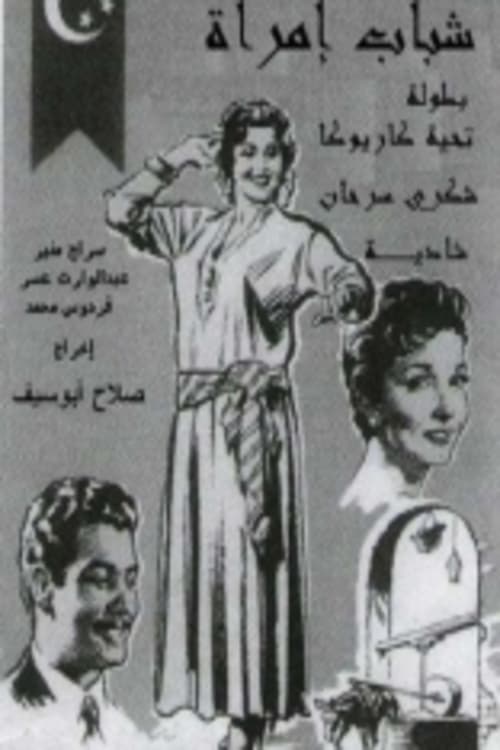 شباب إمرأة
بطولة
تحية كاريوكا
شكري سرحان
شادية
سراج منير
عبدالوارث عسر
فردوس محمد
إخراج
صلاح أبوسيف